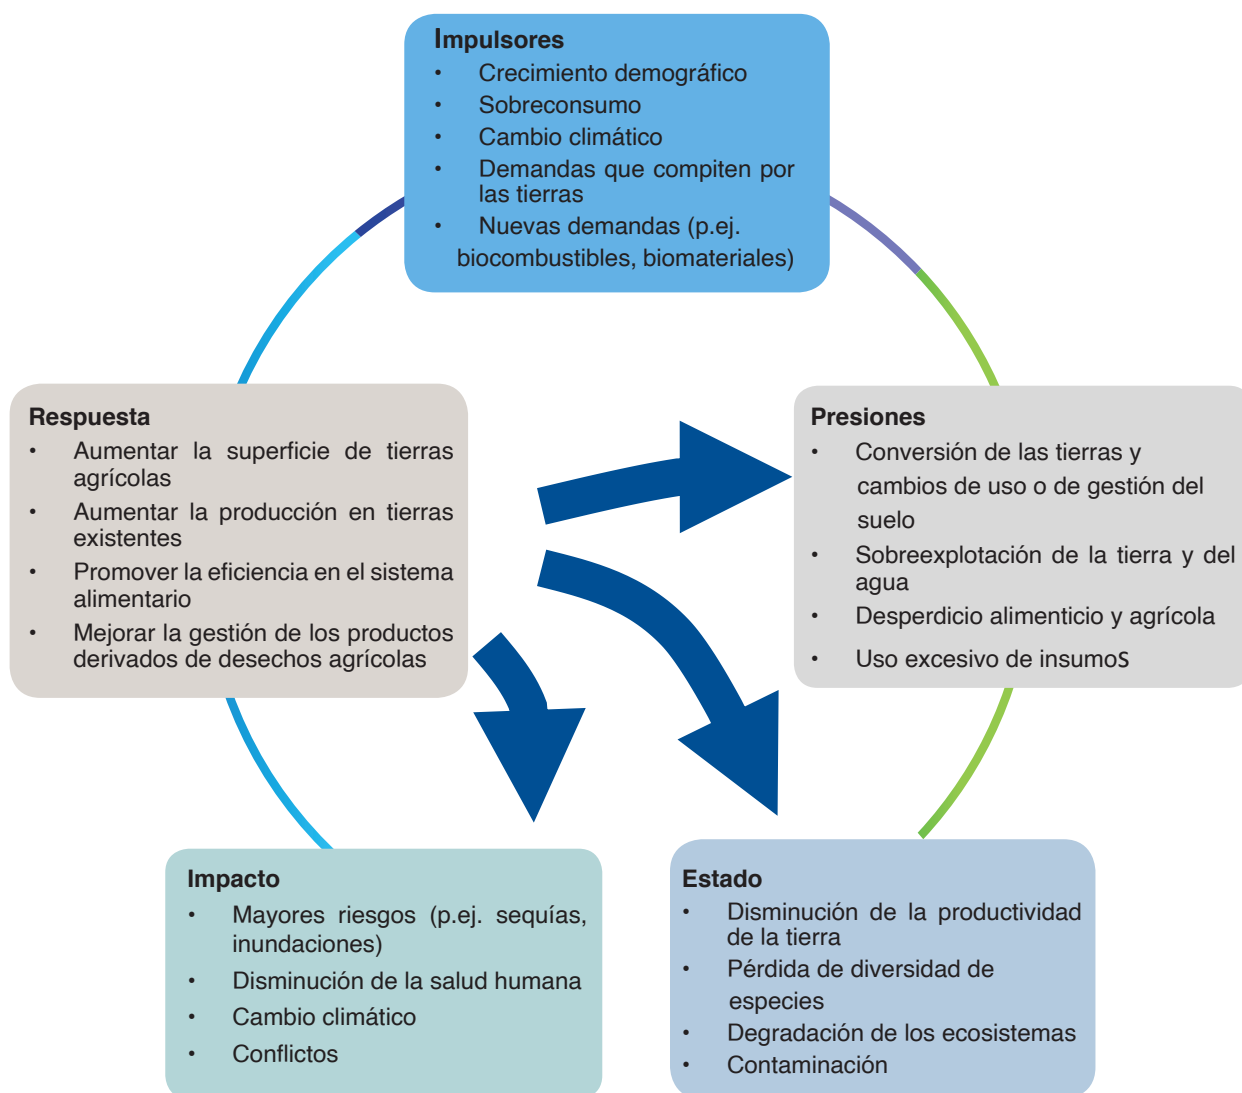 Impulsores
• Crecimiento demográfico
• Sobreconsumo
• Cambio climático
• Demandas que compiten por
las tierras
• Nuevas demandas (p.ej.
biocombustibles, biomateriales)
Respuesta
• Aumentar la superficie de tierras
agrícolas
• Aumentar la producción en tierras
existentes
• Promover la eficiencia en el sistema
alimentario
• Mejorar la gestión de los productos
derivados de desechos agrícolas
Presiones
• Conversión de las tierras y
cambios de uso o de gestión del
suelo
• Sobreexplotación de la tierra y del
agua
• Desperdicio alimenticio y agrícola
• Uso excesivo de insumos
Impacto
• Mayores riesgos (p.ej. sequías,
inundaciones)
• Disminución de la salud humana
• Cambio climático
• Conflictos
Estado
• Disminución de la productividad
de la tierra
• Pérdida de diversidad de
especies
• Degradación de los ecosistemas
• Contaminación